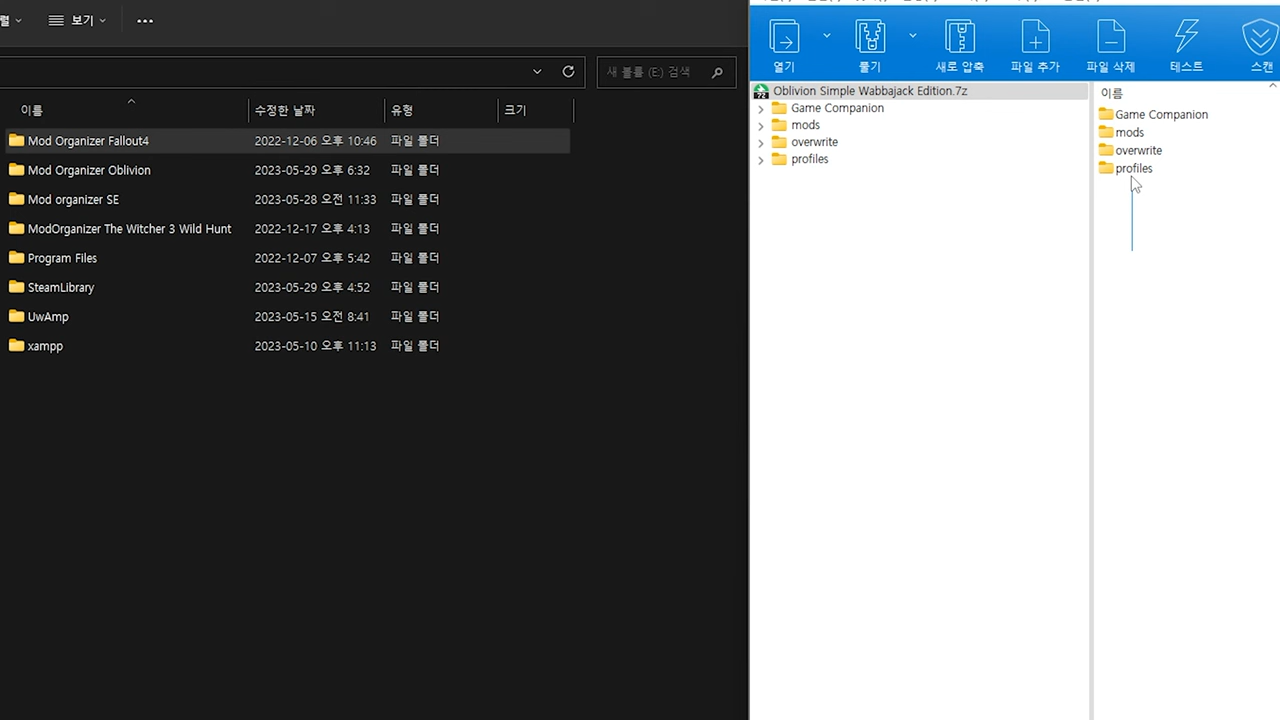 렬
보기
새 볼륨 (E:) 검색
이름 수정한 날짜 유형 크기
Mod Organizer Fallout4 2022-12-06 오후 10:46 파일 폴더
Mod Organizer Oblivion 2023-05-29 오후 6:32 파일 폴더
Mod organizer SE 2023-05-28 오전 11:33 파일 폴더
ModOrganizer The Witcher 3 Wild Hunt 2022-12-17 오후 4:13 파일 폴더
Program Files 2022-12-07 오후 5:42 파일 폴더
SteamLibrary 2023-05-29 오후 4:52 파일 폴더
UwAmp 2023-05-15 오전 8:41 파일 폴더
xampp 2023-05-10 오후 11:13 파일 폴더
열기 풀기 새로 압축 파일 추가 파일 삭제 테스트 스캔
Oblivion Simple Wabbajack Edition.7z
Game Companion
mods
overwrite
profiles
이름
Game Companion
mods
overwrite
profiles